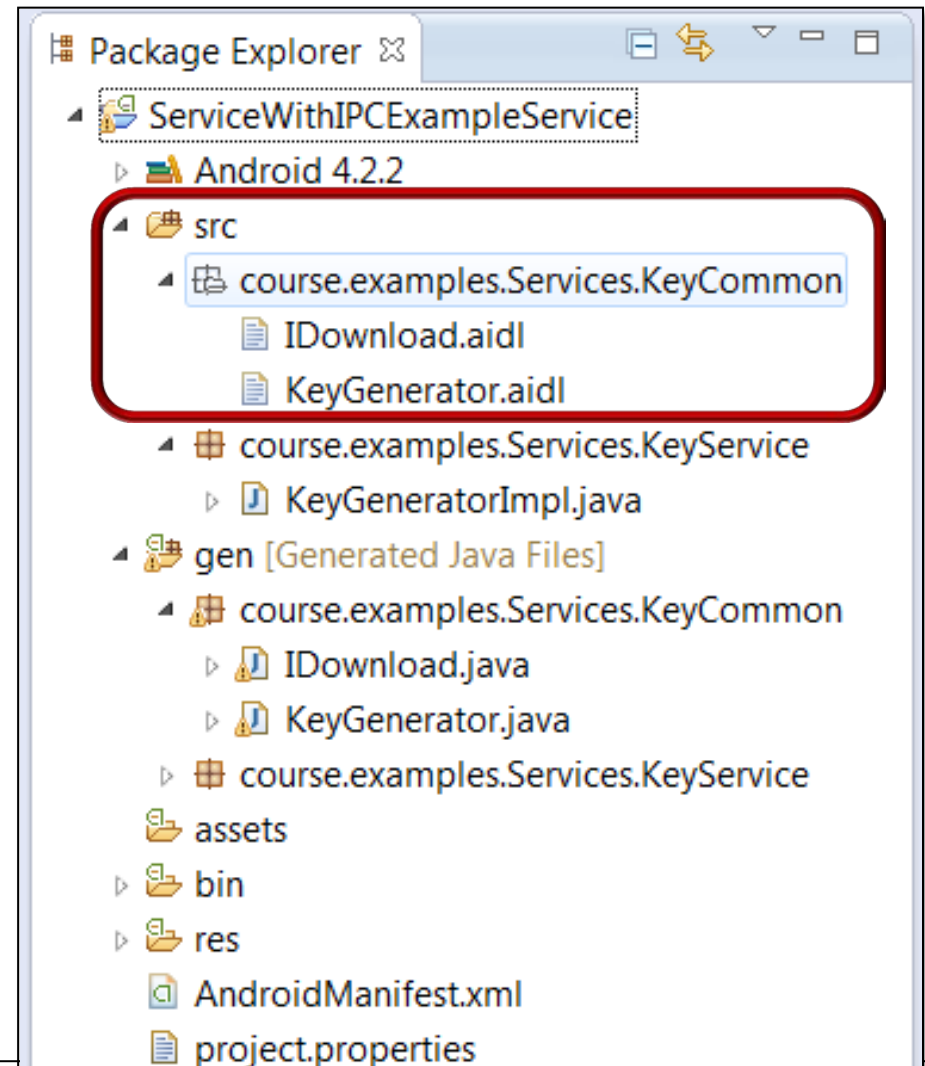 Package Explorer
ServiceWithIPCExampleService
Android 4.2.2
src
course.examples.Services.KeyCommon
IDownload.aidl
KeyGenerator.aidl
course.examples.Services.KeyService
KeyGeneratorImpl.java
gen [Generated Java Files]
course.examples.Services.KeyCommon
IDownload.java
KeyGenerator.java
course.examples.Services.KeyService
assets
bin
res
AndroidManifest.xml
project.properties